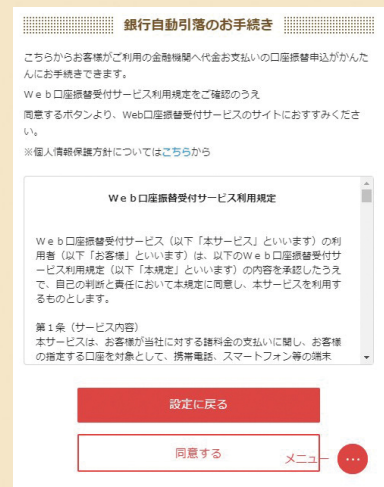 銀行自動引落のお手続き
こちらからお客様がご利用の金融機関へ代金お支払いの口座振替申込がかんた
んにお手続きできます。
Ｗｅｂ口座振替受付サービス利用規定をご確認のうえ
同意するボタンより、Web口座振替受付サービスのサイトにおすすみくださ
い。
※個人情報保護方針についてはこちらから
Ｗｅｂ口座振替受付サービス利用規定
Ｗｅｂ口座振替受付サービス（以下「本サービス」といいます）の利
用者（以下「お客様」といいます）は、以下のＷｅｂ口座振替受付サ
ービス利用規定（以下「本規定」といいます）の内容を承認したうえ
で、自己の判断と責任において本規定に同意し、本サービスを利用す
るものとします。
第１条（サービス内容）
本サービスは、お客様が当社に対する諸料金の支払いに関し、お客様
の指定する口座を対象として、携帯電話、スマートフォン等の端末
設定に戻る
同意する
メニュー